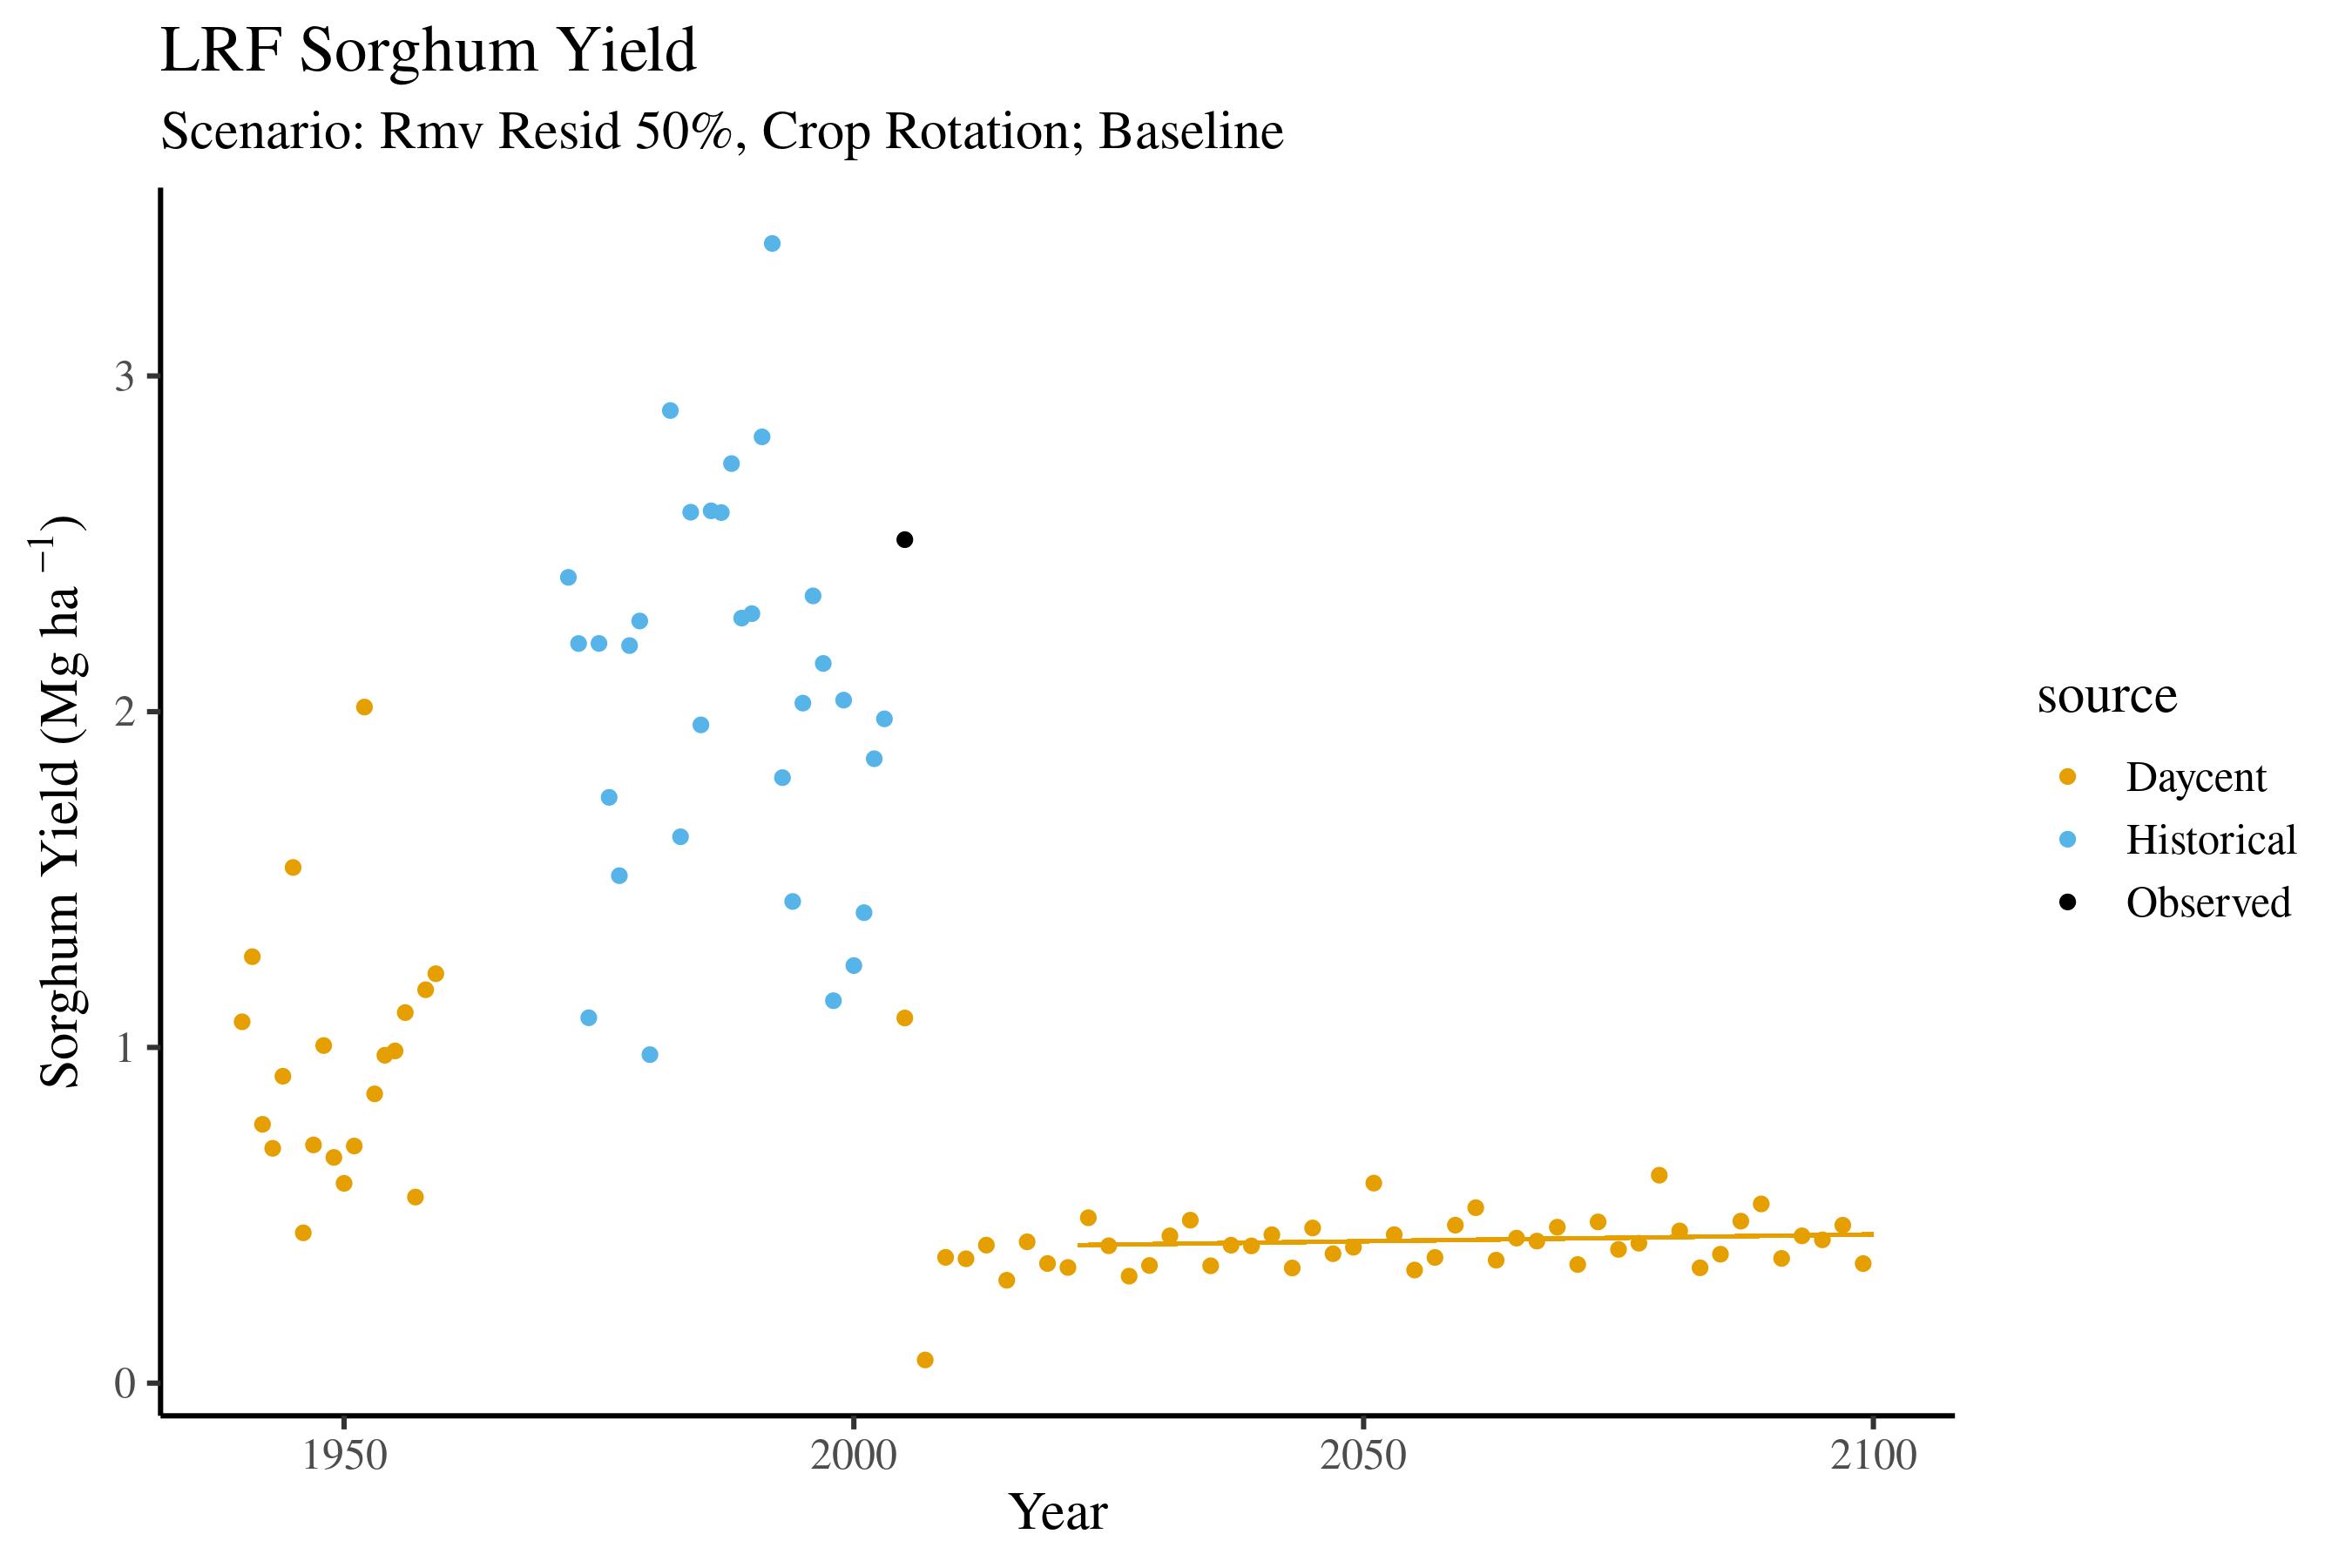 LRF Sorghum Yield
Scenario: Rmv Resid 50%, Crop Rotation; Baseline
Sorghum Yield (Mg ha ⁻¹)
3
2
1
0
1950 2000 2050 2100
Year
source
Daycent
Historical
Observed